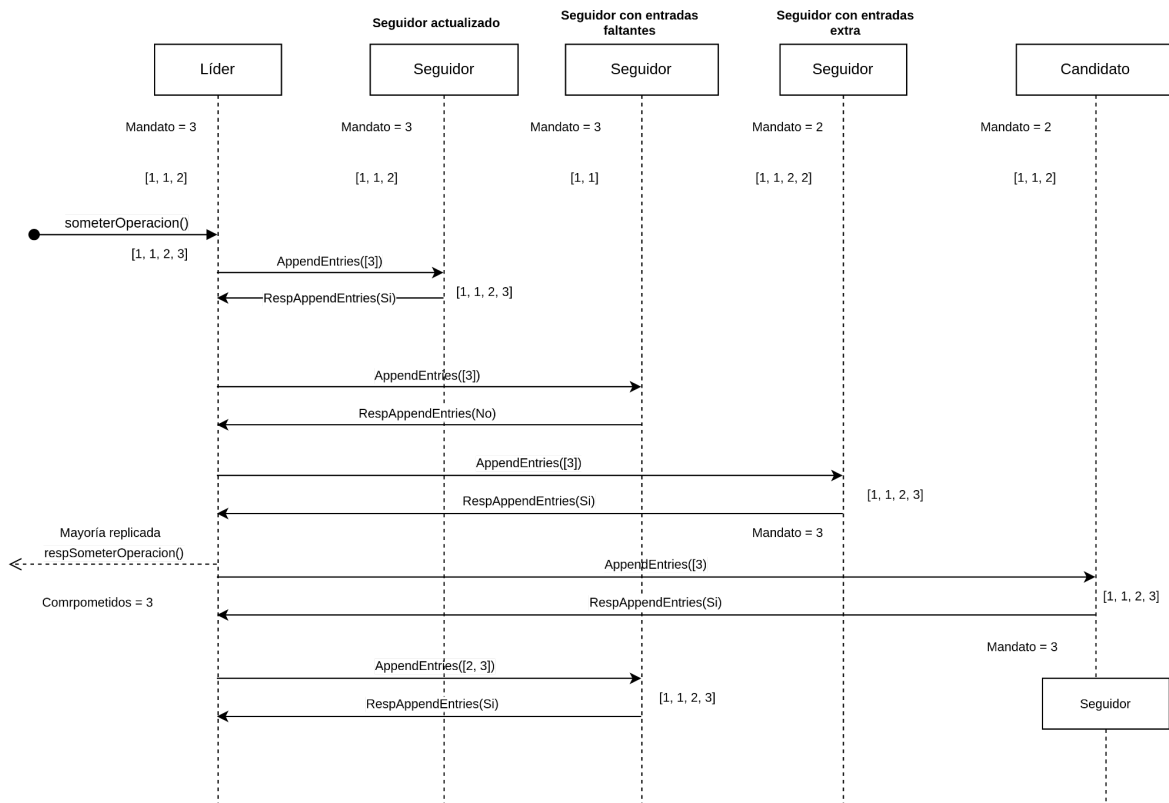 Seguidor actualizado
Seguidor con entradas
faltantes
Seguidor con entradas
extra
Líder
Seguidor
Seguidor
Seguidor
Candidato
Mandato = 3
Mandato = 3
Mandato = 3
Mandato = 2
Mandato = 2
[1, 1, 2]
[1, 1, 2]
[1, 1]
[1, 1, 2, 2]
[1, 1, 2]
someterOperacion()
[1, 1, 2, 3]
AppendEntries([3])
RespAppendEntries(Si)
[1, 1, 2, 3]
AppendEntries([3])
RespAppendEntries(No)
AppendEntries([3])
[1, 1, 2, 3]
RespAppendEntries(Si)
Mayoría replicada
Mandato = 3
respSometerOperacion()
AppendEntries([3)
Comrpometidos = 3
RespAppendEntries(Si)
[1, 1, 2, 3]
Mandato = 3
AppendEntries([2, 3])
[1, 1, 2, 3]
RespAppendEntries(Si)
Seguidor